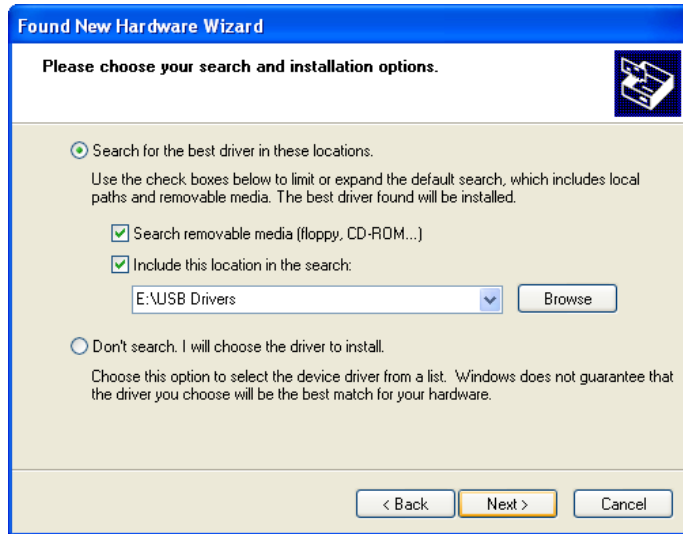 Found New Hardware Wizard
Please choose your search and installation options.
Search for the best driver in these locations.
Use the check boxes below to limit or expand the default search, which includes local
paths and removable media. The best driver found will be installed.
Search removable media (floppy, CD-ROM...)
Include this location in the search:
E:\USB Drivers
Browse
Don't search. I will choose the driver to install.
Choose this option to select the device driver from a list. Windows does not guarantee that
the driver you choose will be the best match for your hardware.
< Back Next > Cancel